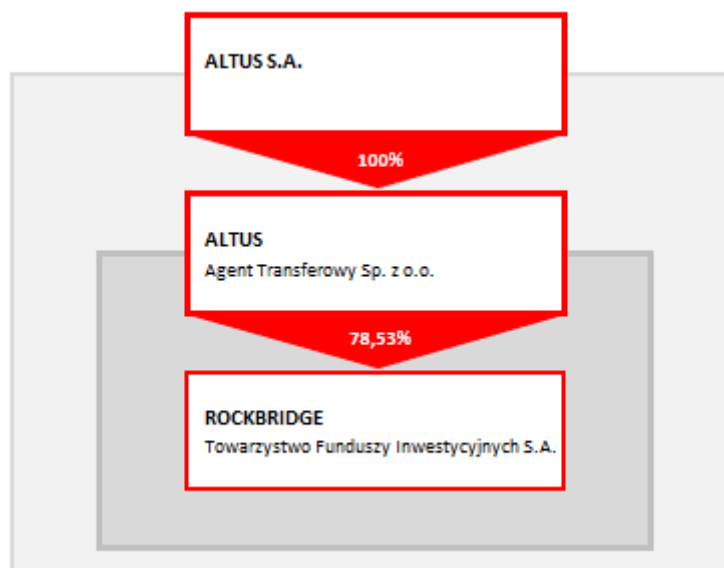 ALTUS S.A.
100%
ALTUS
Agent Transferowy Sp. z o.o.
78,53%
ROCKBRIDGE
Towarzystwo Funduszy Inwestycyjnych S.A.